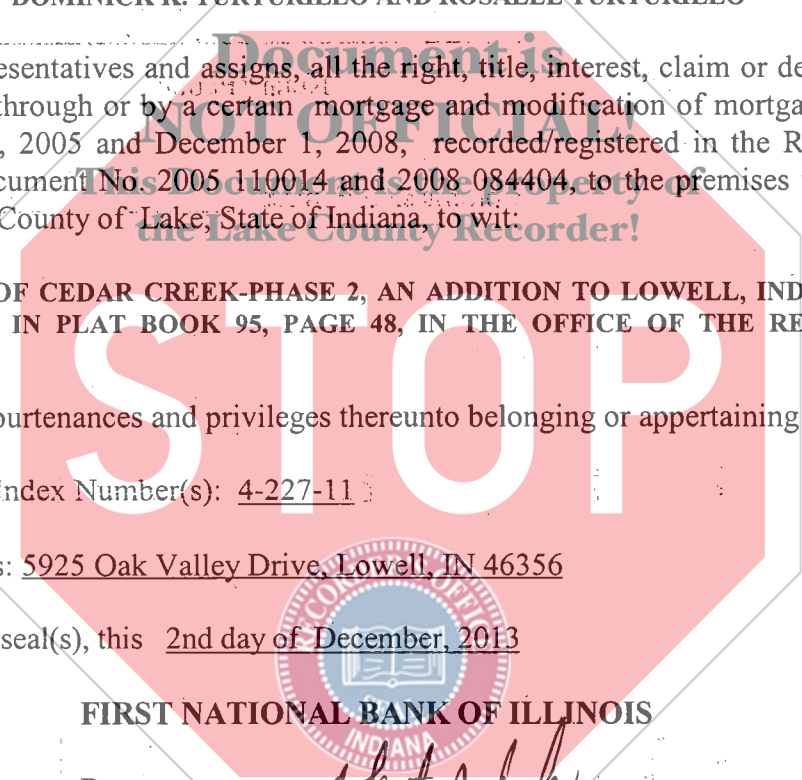 DOMINICK R. TURTURILLO AND ROSALEE TURTURILLO
Document is
esentatives and assigns, all the right, title, interest, claim or de
through or by a certain mortgage and modification of mortga
NOT OFFICIAL!
, 2005 and December 1, 2008, recorded/registered in the R
cument No. 2005 110014 and 2008 084404, to the premises
This Document is the property of
County of Lake, State of Indiana, to wit:
the Lake County Recorder!
OF CEDAR CREEK-PHASE 2, AN ADDITION TO LOWELL, IND
IN PLAT BOOK 95, PAGE 48, IN THE OFFICE OF THE RE
STOP
purtenances and privileges thereunto belonging or appertaining
Index Number(s): 4-227-11
s: 5925 Oak Valley Drive, Lowell, IN 46356
seal(s), this 2nd day of December, 2013
INDIANA
FIRST NATIONAL BANK OF ILLINOIS